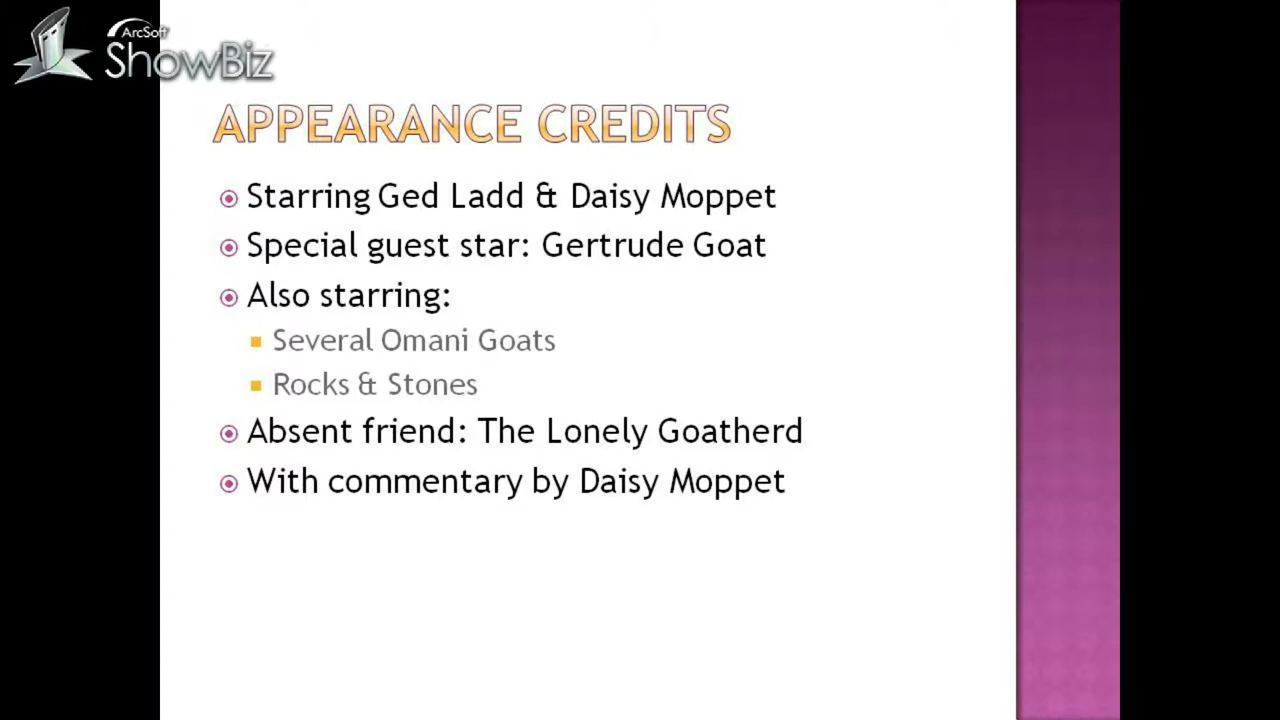 ArcSoft
ShowBiz
APPEARANCE CREDITS
Starring Ged Ladd & Daisy Moppet
Special guest star: Gertrude Goat
Also starring:
Several Omani Goats
Rocks & Stones
Absent friend: The Lonely Goatherd
With commentary by Daisy Moppet